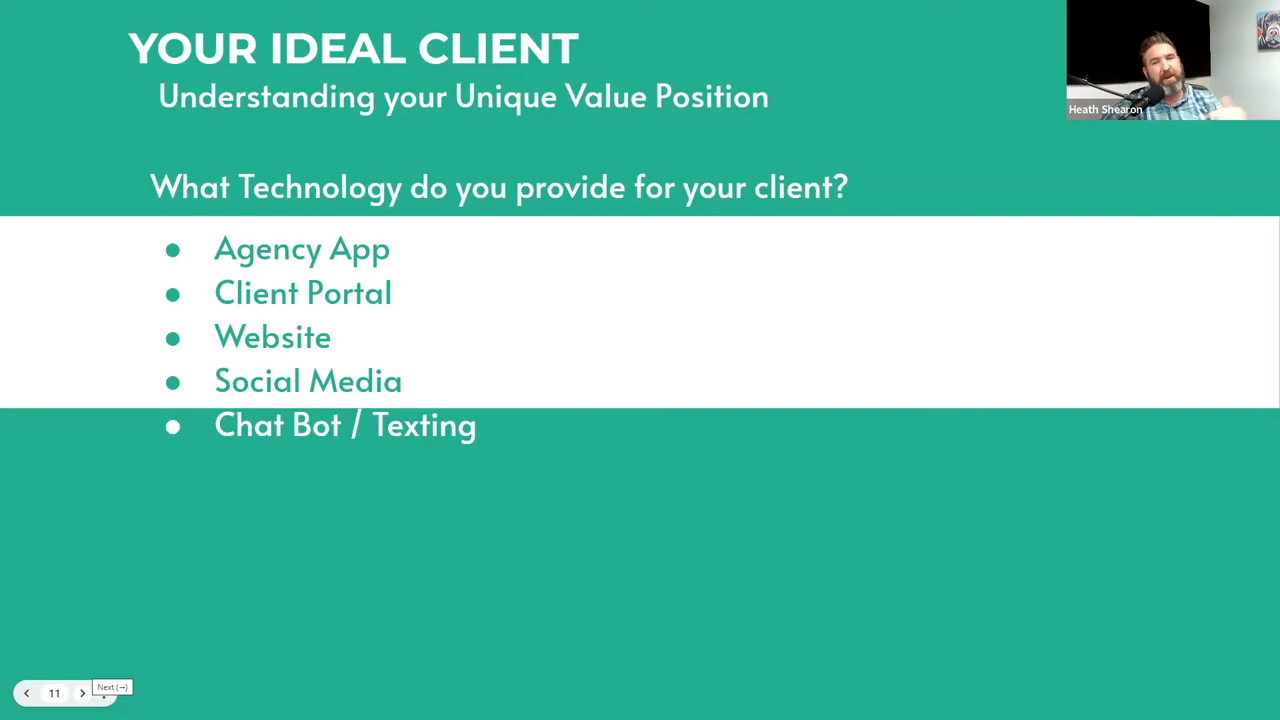 YOUR IDEAL CLIENT
Understanding your Unique Value Position
Heath Shearon
What Technology do you provide for your client?
● Agency App
● Client Portal
● Website
● Social Media
● Chat Bot / Texting
11
Next (→)